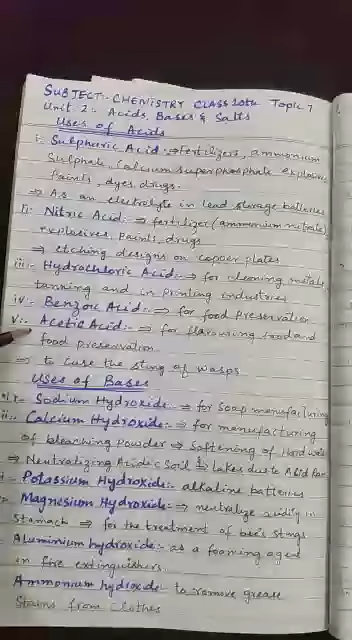 SUBJECT:- CHEMISTRY CLASS 10th Topic 7
Unit 2:- Acids, Bases & Salts
Uses of Acids
i:- Sulphuric Acid:- ⇒ fertilizers, ammonium
Sulphate, Calcium superphosphate explosives
Paints, dyes, drugs.
⇒ As an electrolyte in lead storage batteries
ii:- Nitric Acid:- ⇒ fertilizer (ammonium nitrate)
explosives, Paints, drugs
⇒ etching designs on copper plates
iii:- Hydrochloric Acid:- ⇒ for cleaning metals
tanning and in printing industries
iv:- Benzoic Acid:- ⇒ for food preservation
v:- Acetic Acid:- ⇒ for flavouring food and
food preservation.
⇒ to cure the sting of wasps
Uses of Bases
i:- Sodium Hydroxide:- ⇒ for Soap manufacturing
ii:- Calcium Hydroxide:- ⇒ for manufacturing
of bleaching Powder ⇒ Softening of Hard water
⇒ Neutralizing Acidic Soil & lakes due to Acid Rain
Potassium Hydroxide:- alkaline batteries
Magnesium Hydroxide:- ⇒ neutralize acidity in
Stomach ⇒ for the treatment of bee's stings
Aluminium hydroxide:- as a foaming agent
in fire extinguishers.
Ammonium hydroxide:- to remove grease
Stains from Clothes